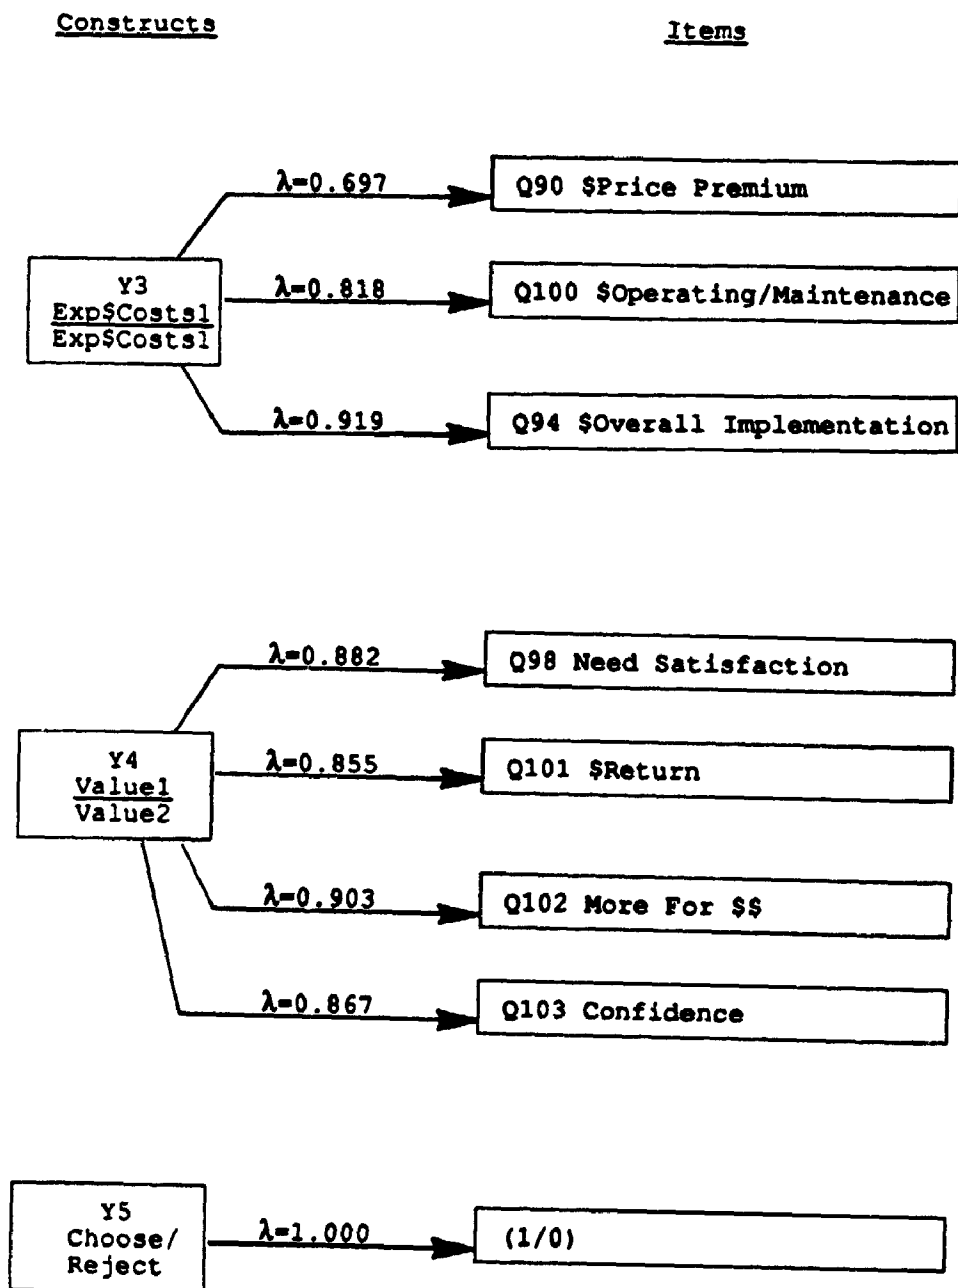 Constructs
Items
λ=0.697
Q90 $Price Premium
Y3
Exp$Costs1
Exp$Costs1
λ=0.818
Q100 $Operating/Maintenance
λ=0.919
Q94 $Overall Implementation
λ=0.882
Q98 Need Satisfaction
Y4
Value1
Value2
λ=0.855
Q101 $Return
λ=0.903
Q102 More For $$
λ=0.867
Q103 Confidence
Y5
Choose/
Reject
λ=1.000
(1/0)